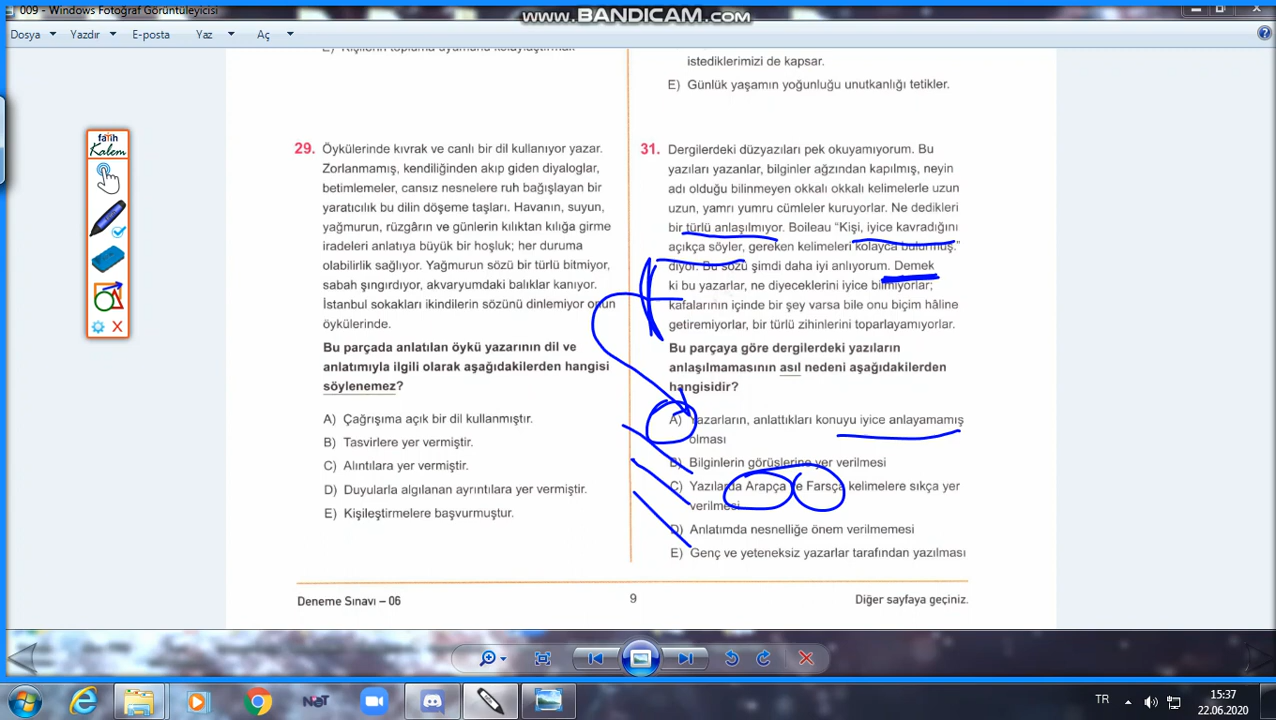 009 - Windows Fotoğraf Görüntüleyicisi
www.BANDICAM.com
Dosya Yazdır E-posta Yaz Aç
fatih
Kalem
E) Kişilerin topluma uyumunu kolaylaştırmak
29. Öykülerinde kıvrak ve canlı bir dil kullanıyor yazar.
Zorlanmamış, kendiliğinden akıp giden diyaloglar,
betimlemeler, cansız nesnelere ruh bağışlayan bir
yaratıcılık bu dilin döşeme taşları. Havanın, suyun,
yağmurun, rüzgârın ve günlerin kılıktan kılığa girme
iradeleri anlatıya büyük bir hoşluk; her duruma
olabilirlik sağlıyor. Yağmurun sözü bir türlü bitmiyor,
sabah şıngırdıyor, akvaryumdaki balıklar kanıyor.
İstanbul sokakları ikindilerin sözünü dinlemiyor onun
öykülerinde.
Bu parçada anlatılan öykü yazarının dil ve
anlatımıyla ilgili olarak aşağıdakilerden hangisi
söylenemez?
A) Çağrışıma açık bir dil kullanmıştır.
B) Tasvirlere yer vermiştir.
C) Alıntılara yer vermiştir.
D) Duyularla algılanan ayrıntılara yer vermiştir.
E) Kişileştirmelere başvurmuştur.
istediklerimizi de kapsar.
E) Günlük yaşamın yoğunluğu unutkanlığı tetikler.
31. Dergilerdeki düzyazıları pek okuyamıyorum. Bu
yazıları yazanlar, bilginler ağzından kapılmış, neyin
adı olduğu bilinmeyen okkalı okkalı kelimelerle uzun
uzun, yamrı yumru cümleler kuruyorlar. Ne dedikleri
bir türlü anlaşılmıyor. Boileau “Kişi, iyice kavradığını
açıkça söyler, gereken kelimeleri kolayca bulurmuş.”
diyor. Bu sözü şimdi daha iyi anlıyorum. Demek
ki bu yazarlar, ne diyeceklerini iyice bilmiyorlar;
kafalarının içinde bir şey varsa bile onu biçim hâline
getiremiyorlar, bir türlü zihinlerini toparlayamıyorlar.
Bu parçaya göre dergilerdeki yazıların
anlaşılmamasının asıl nedeni aşağıdakilerden
hangisidir?
A) Yazarların, anlattıkları konuyu iyice anlayamamış
olması
B) Bilginlerin görüşlerine yer verilmesi
C) Yazılarda Arapça ve Farsça kelimelere sıkça yer
verilmesi
D) Anlatımda nesnelliğe önem verilmemesi
E) Genç ve yeteneksiz yazarlar tarafından yazılması
Deneme Sınavı – 06
9
Diğer sayfaya geçiniz.
NeT
TR
15:37
22.06.2020